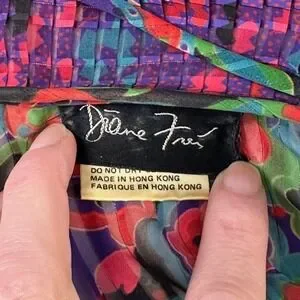 Diane Freis
DO NOT DRY
MADE IN HONG KONG
FABRIQUE EN HONG KONG